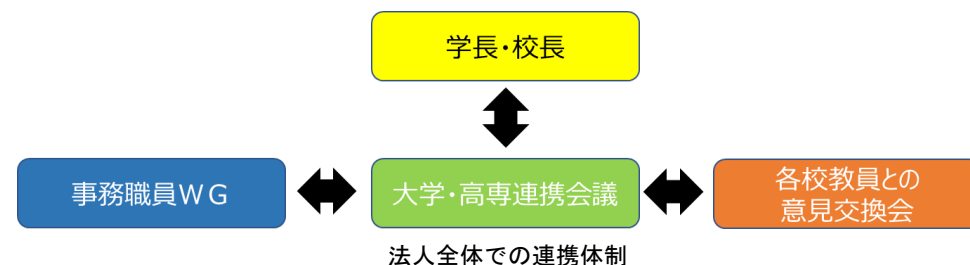 学長・校長
事務職員ＷＧ
大学・高専連携会議
各校教員との
意見交換会
法人全体での連携体制